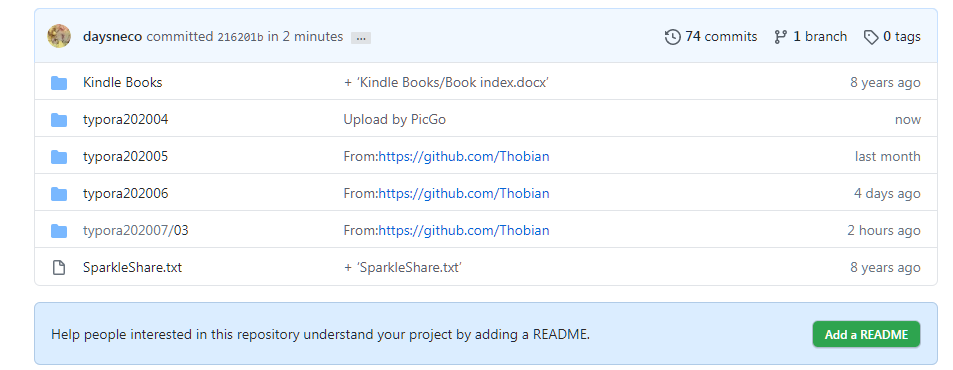 daysneco committed 216201b in 2 minutes ... 74 commits 1 branch 0 tags
Kindle Books + 'Kindle Books/Book index.docx' 8 years ago
typora202004 Upload by PicGo now
typora202005 From:https://github.com/Thobian last month
typora202006 From:https://github.com/Thobian 4 days ago
typora202007/03 From:https://github.com/Thobian 2 hours ago
SparkleShare.txt + 'SparkleShare.txt' 8 years ago
Help people interested in this repository understand your project by adding a README. Add a README